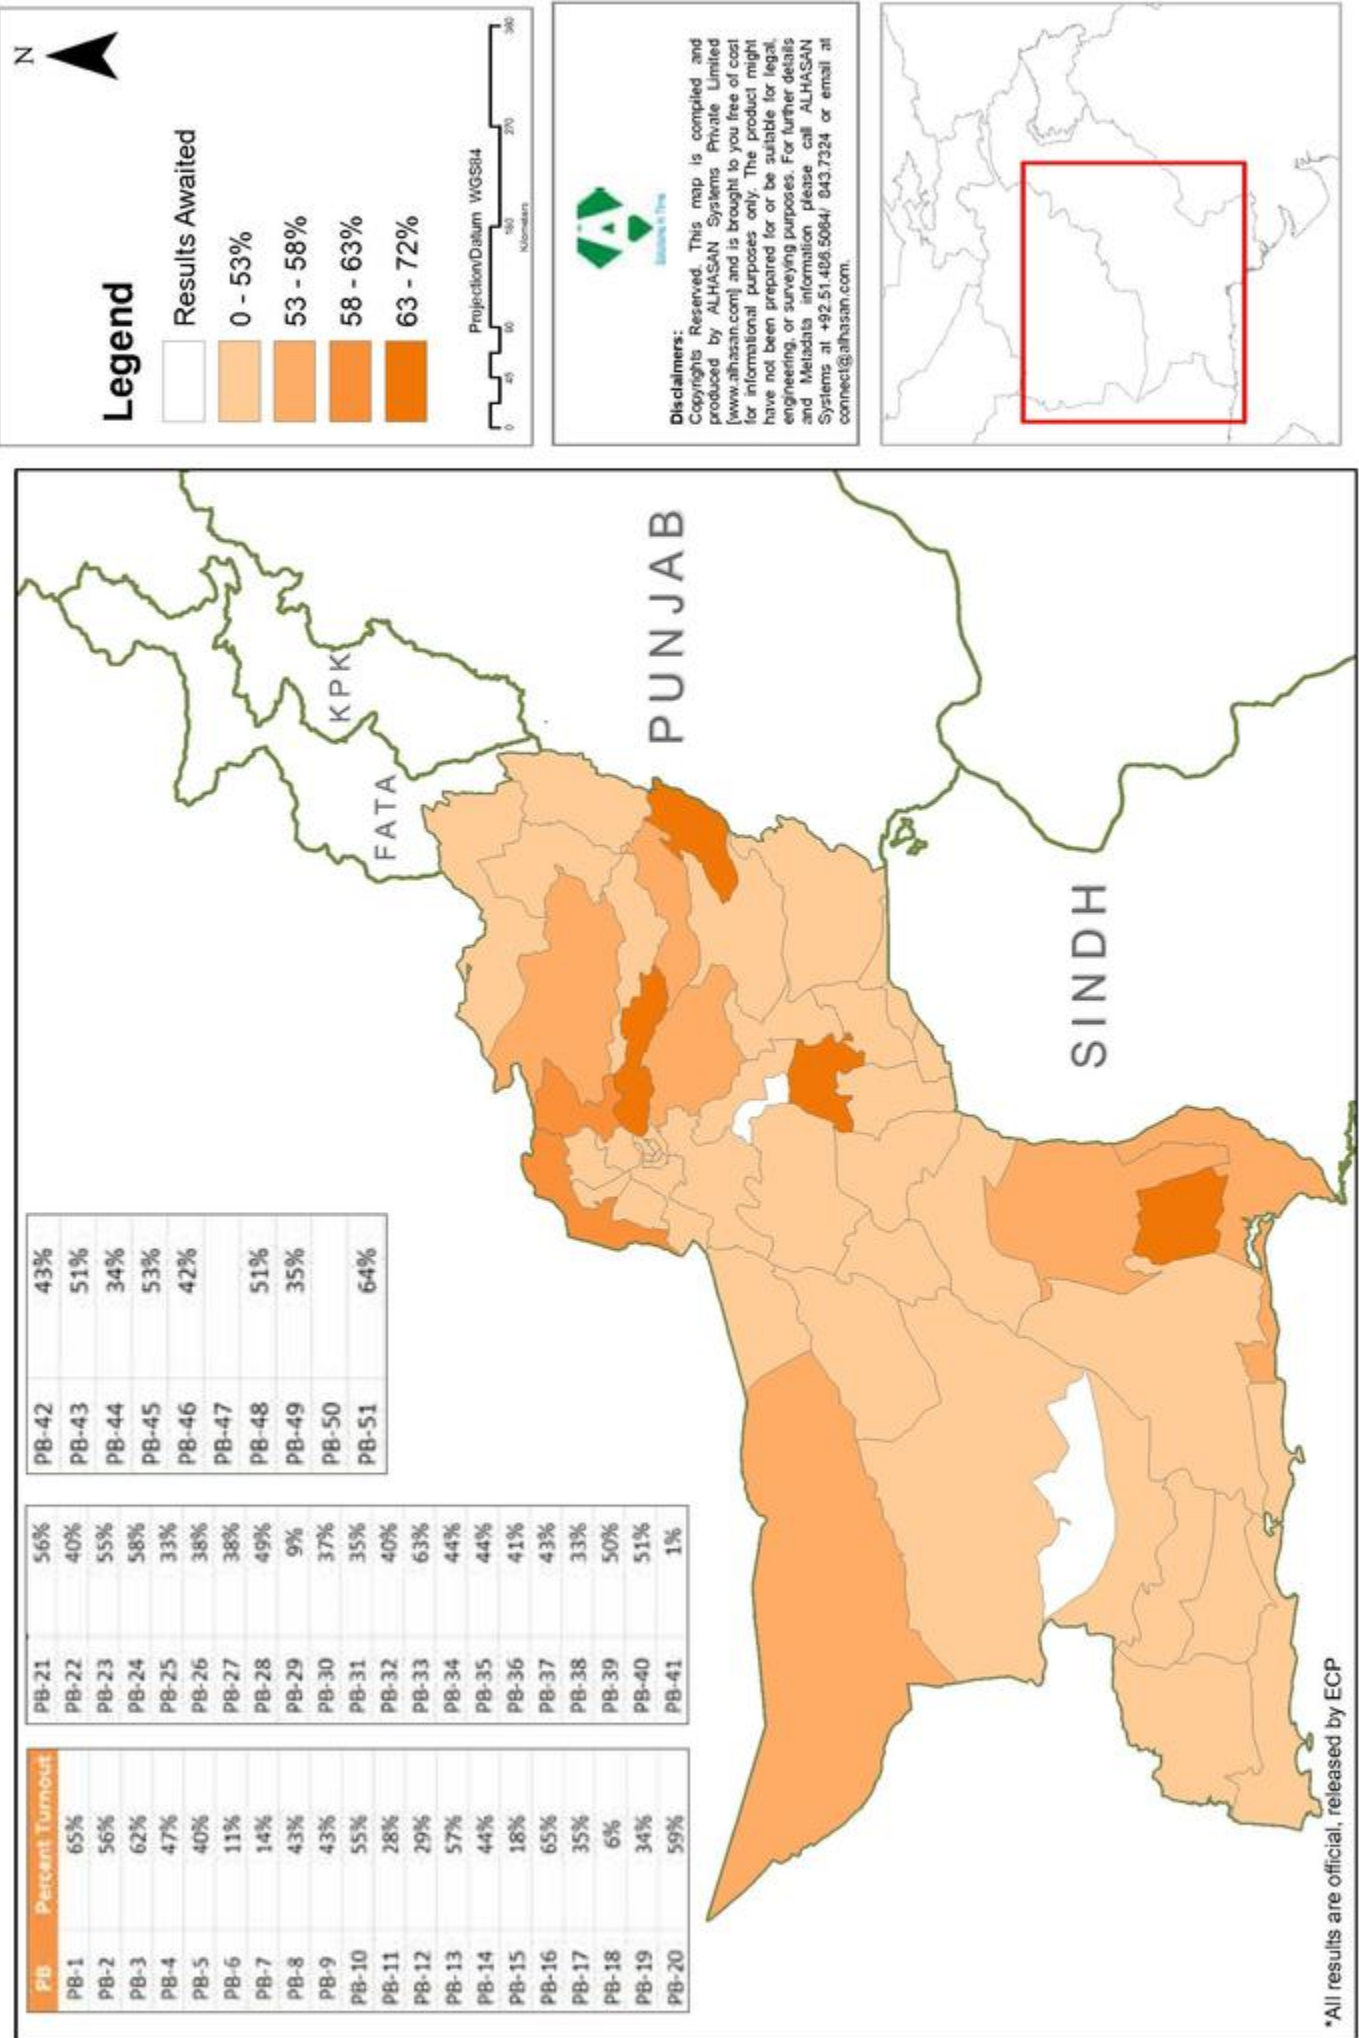 PB Percent Turnout
PB-1 65%
PB-2 56%
PB-3 62%
PB-4 47%
PB-5 40%
PB-6 11%
PB-7 14%
PB-8 43%
PB-9 43%
PB-10 55%
PB-11 28%
PB-12 29%
PB-13 57%
PB-14 44%
PB-15 18%
PB-16 65%
PB-17 35%
PB-18 6%
PB-19 34%
PB-20 59%
PB-21 56%
PB-22 40%
PB-23 55%
PB-24 58%
PB-25 33%
PB-26 38%
PB-27 38%
PB-28 49%
PB-29 9%
PB-30 37%
PB-31 35%
PB-32 40%
PB-33 63%
PB-34 44%
PB-35 44%
PB-36 41%
PB-37 43%
PB-38 33%
PB-39 50%
PB-40 51%
PB-41 1%
PB-42 43%
PB-43 51%
PB-44 34%
PB-45 53%
PB-46 42%
PB-47
PB-48 51%
PB-49 35%
PB-50
PB-51 64%
KPK
FATA
PUNJAB
SINDH
*All results are official, released by ECP
N
Legend
Results Awaited
0 - 53%
53 - 58%
58 - 63%
63 - 72%
Projection/Datum WGS84
0 45 90 180 270 360
Kilometers
Solutions in Time
Disclaimers:
Copyrights Reserved. This map is compiled and
produced by ALHASAN Systems Private Limited
[www.alhasan.com] and is brought to you free of cost
for informational purposes only. The product might
have not been prepared for or be suitable for legal,
engineering, or surveying purposes. For further details
and Metadata information please call ALHASAN
Systems at +92.51.486.5084/ 843.7324 or email at
connect@alhasan.com.